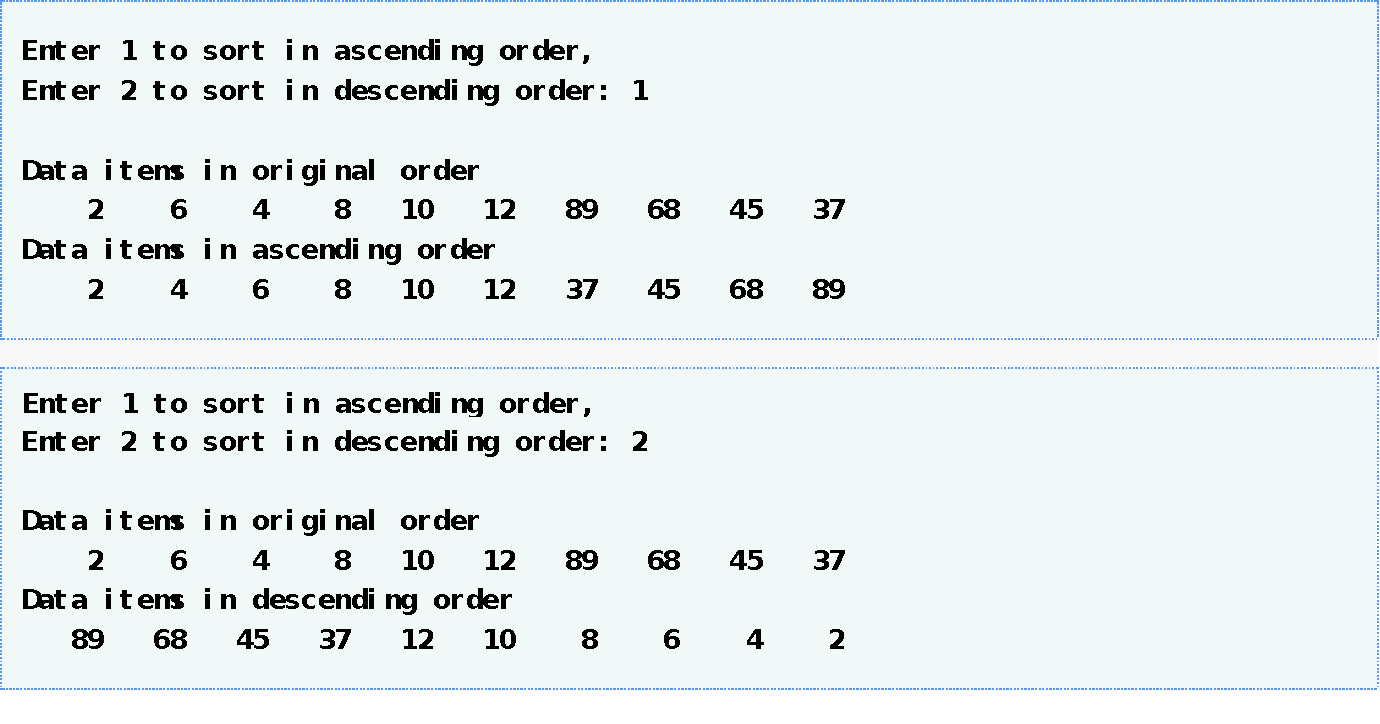 Enter 1 to sort in ascending order,
Enter 2 to sort in descending order: 1
Data items in original order
2 6 4 8 10 12 89 68 45 37
Data items in ascending order
2 4 6 8 10 12 37 45 68 89
Enter 1 to sort in ascending order,
Enter 2 to sort in descending order: 2
Data items in original order
2 6 4 8 10 12 89 68 45 37
Data items in descending order
89 68 45 37 12 10 8 6 4 2